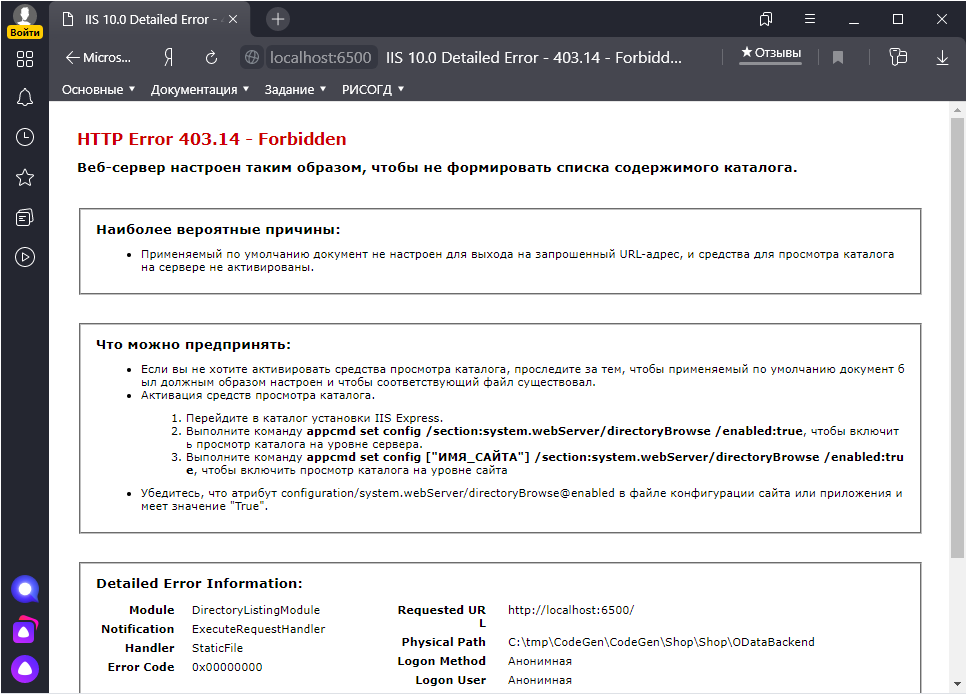 IIS 10.0 Detailed Error -
Войти
Micros...
Я
localhost:6500
IIS 10.0 Detailed Error - 403.14 - Forbidd...
★ Отзывы
Основные ▼ Документация ▼ Задание ▼ РИСОГД ▼
HTTP Error 403.14 - Forbidden
Веб-сервер настроен таким образом, чтобы не формировать списка содержимого каталога.
Наиболее вероятные причины:
• Применяемый по умолчанию документ не настроен для выхода на запрошенный URL-адрес, и средства для просмотра каталога
на сервере не активированы.
Что можно предпринять:
• Если вы не хотите активировать средства просмотра каталога, проследите за тем, чтобы применяемый по умолчанию документ б
ыл должным образом настроен и чтобы соответствующий файл существовал.
• Активация средств просмотра каталога.
1. Перейдите в каталог установки IIS Express.
2. Выполните команду appcmd set config /section:system.webServer/directoryBrowse /enabled:true, чтобы включит
ь просмотр каталога на уровне сервера.
3. Выполните команду appcmd set config ["ИМЯ_САЙТА"] /section:system.webServer/directoryBrowse /enabled:tru
e, чтобы включить просмотр каталога на уровне сайта
• Убедитесь, что атрибут configuration/system.webServer/directoryBrowse@enabled в файле конфигурации сайта или приложения и
меет значение "True".
Detailed Error Information:
Module DirectoryListingModule
Notification ExecuteRequestHandler
Handler StaticFile
Error Code 0x00000000
Requested UR
L http://localhost:6500/
Physical Path C:\tmp\CodeGen\CodeGen\Shop\Shop\ODataBackend
Logon Method Анонимная
Logon User Анонимная